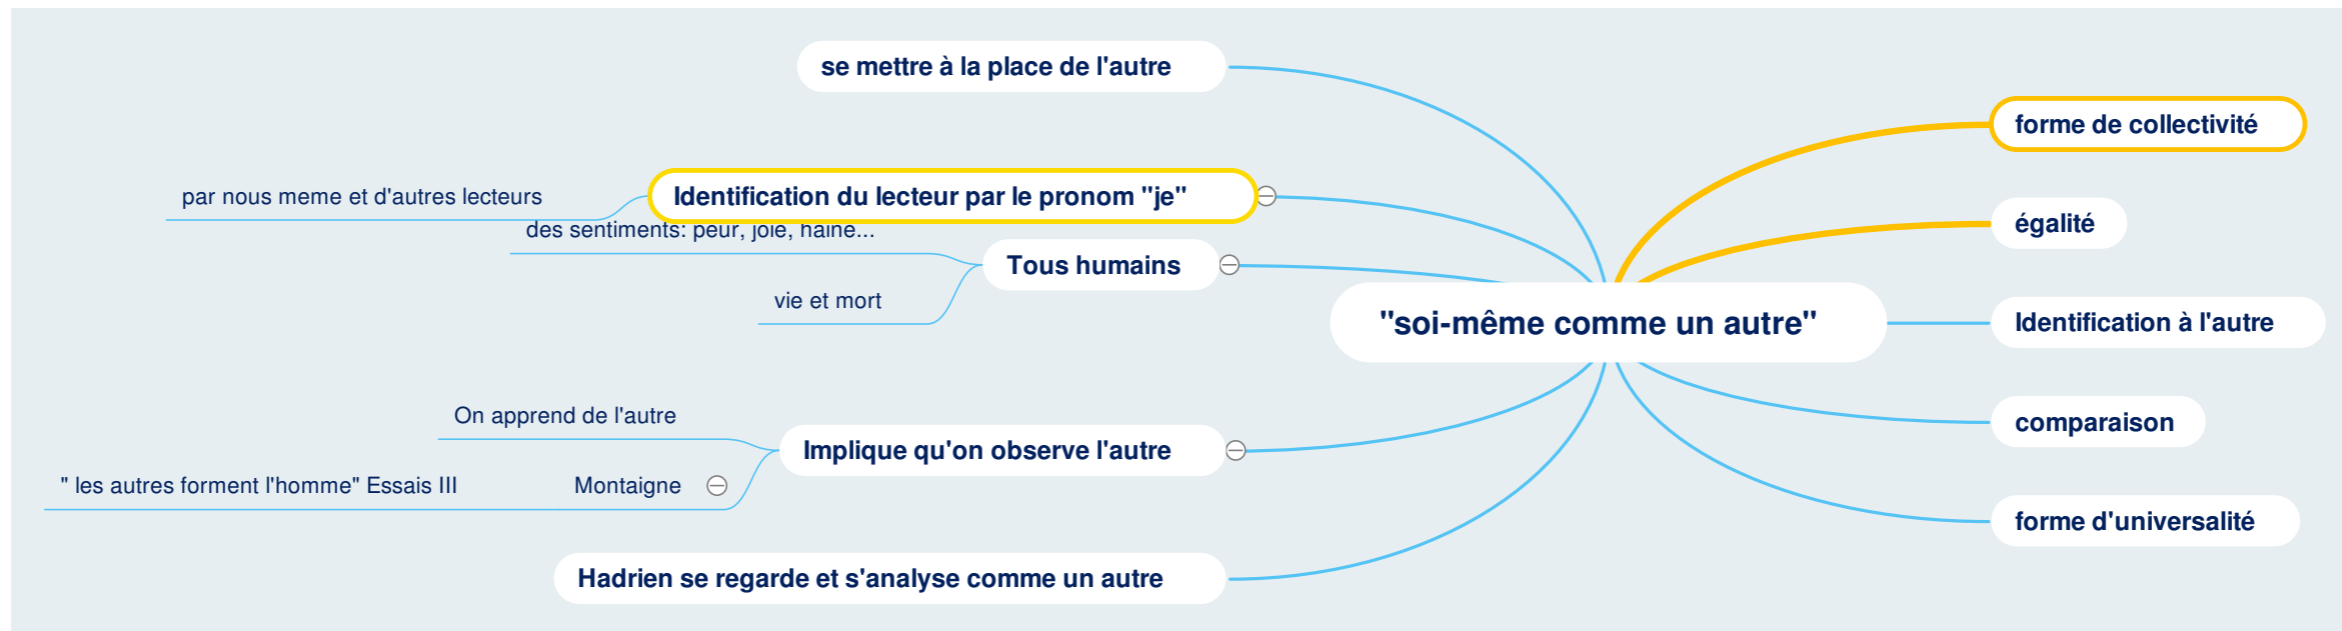 se mettre à la place de l'autre
par nous meme et d'autres lecteurs
Identification du lecteur par le pronom "je"
des sentiments: peur, joie, haine...
Tous humains
vie et mort
"soi-même comme un autre"
On apprend de l'autre
Implique qu'on observe l'autre
" les autres forment l'homme" Essais III
Montaigne
Hadrien se regarde et s'analyse comme un autre
forme de collectivité
égalité
Identification à l'autre
comparaison
forme d'universalité